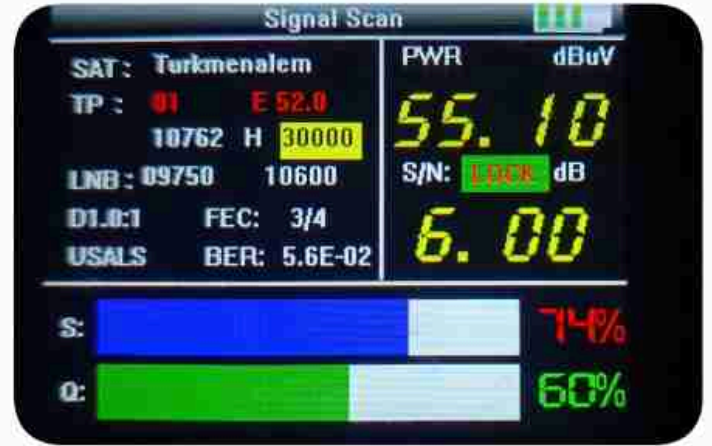 Signal Scan
SAT: Turkmenalem
TP: 01 E 52.0
10762 H 30000
LNB: 09750 10600
D1.0:1 FEC: 3/4
USALS BER: 5.6E-02
PWR dBuV
55.10
S/N: LOCK dB
6.00
S: 74%
Q: 60%